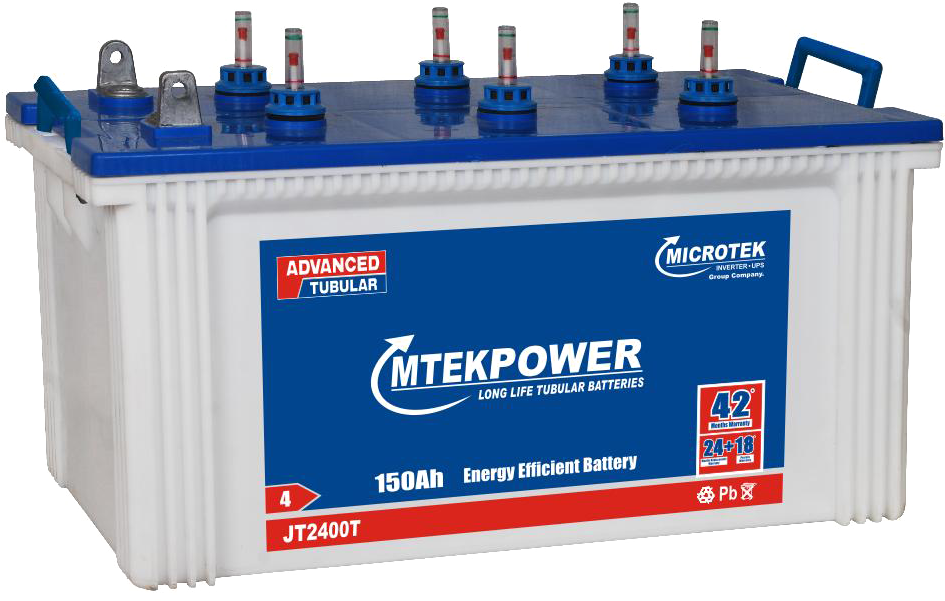 ADVANCED
TUBULAR
MICROTEK
INVERTER • UPS
Group Company.
MTEKPOWER
LONG LIFE TUBULAR BATTERIES
42*
Months Warranty
24+18*
150Ah Energy Efficient Battery
4
Pb
JT2400T